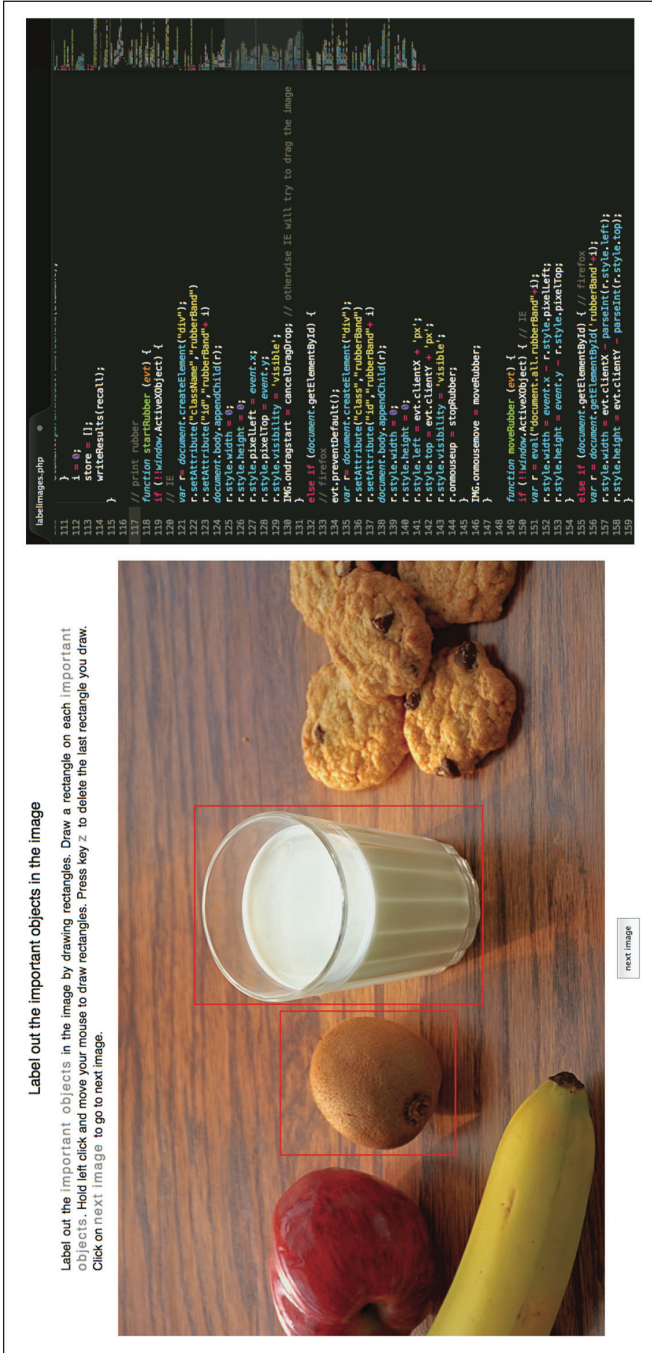 Label out the important objects in the image
Label out the important objects in the image by drawing rectangles. Draw a rectangle on each important
objects. Hold left click and move your mouse to draw rectangles. Press key z to delete the last rectangle you draw.
Click on next image to go to next image.
next image
labelImages.php
111 }
112 i = 0;
113 store = [];
114 writeResults(recall);
115 }
116
117 // print rubber
118 function startRubber (evt) {
119 if (!!window.ActiveXObject) {
120 // IE
121 var r= document.createElement("div");
122 r.setAttribute("className","rubberBand")
123 r.setAttribute("id","rubberBand"+ i)
124 document.body.appendChild(r);
125 r.style.width = 0;
126 r.style.height = 0;
127 r.style.pixelLeft = event.x;
128 r.style.pixelTop = event.y;
129 r.style.visibility = 'visible';
130 IMG.ondragstart = cancelDragDrop; // otherwise IE will try to drag the image
131 }
132 else if (document.getElementById) {
133 // firefox
134 evt.preventDefault();
135 var r= document.createElement("div");
136 r.setAttribute("class","rubberBand")
137 r.setAttribute("id","rubberBand"+ i)
138 document.body.appendChild(r);
139 r.style.width = 0;
140 r.style.height = 0;
141 r.style.left = evt.clientX + 'px';
142 r.style.top = evt.clientY + 'px';
143 r.style.visibility = 'visible';
144 r.onmouseup = stopRubber;
145 }
146 IMG.onmousemove = moveRubber;
147 }
148
149 function moveRubber (evt) {
150 if (!!window.ActiveXObject) { // IE
151 var r = eval("document.all.rubberBand"+i);
152 r.style.width = event.x - r.style.pixelLeft;
153 r.style.height = event.y - r.style.pixelTop;
154 }
155 else if (document.getElementById) { // firefox
156 var r = document.getElementById('rubberBand'+i);
157 r.style.width = evt.clientX - parseInt(r.style.left);
158 r.style.height = evt.clientY - parseInt(r.style.top);
159 }